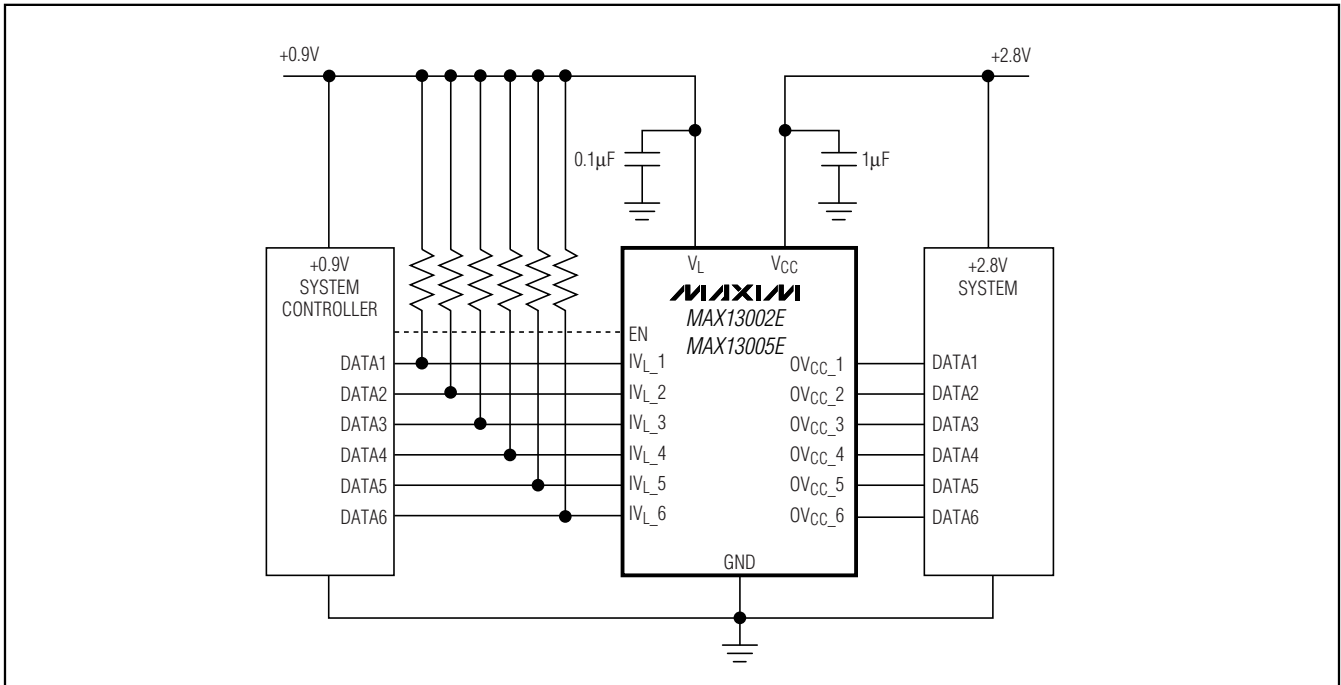 +0.9V
+2.8V
0.1µF
1µF
+0.9V
SYSTEM
CONTROLLER
VL
VCC
MAXIM
MAX13002E
MAX13005E
+2.8V
SYSTEM
EN
DATA1
IVL_1
OVCC_1
DATA1
DATA2
IVL_2
OVCC_2
DATA2
DATA3
IVL_3
OVCC_3
DATA3
DATA4
IVL_4
OVCC_4
DATA4
DATA5
IVL_5
OVCC_5
DATA5
DATA6
IVL_6
OVCC_6
DATA6
GND